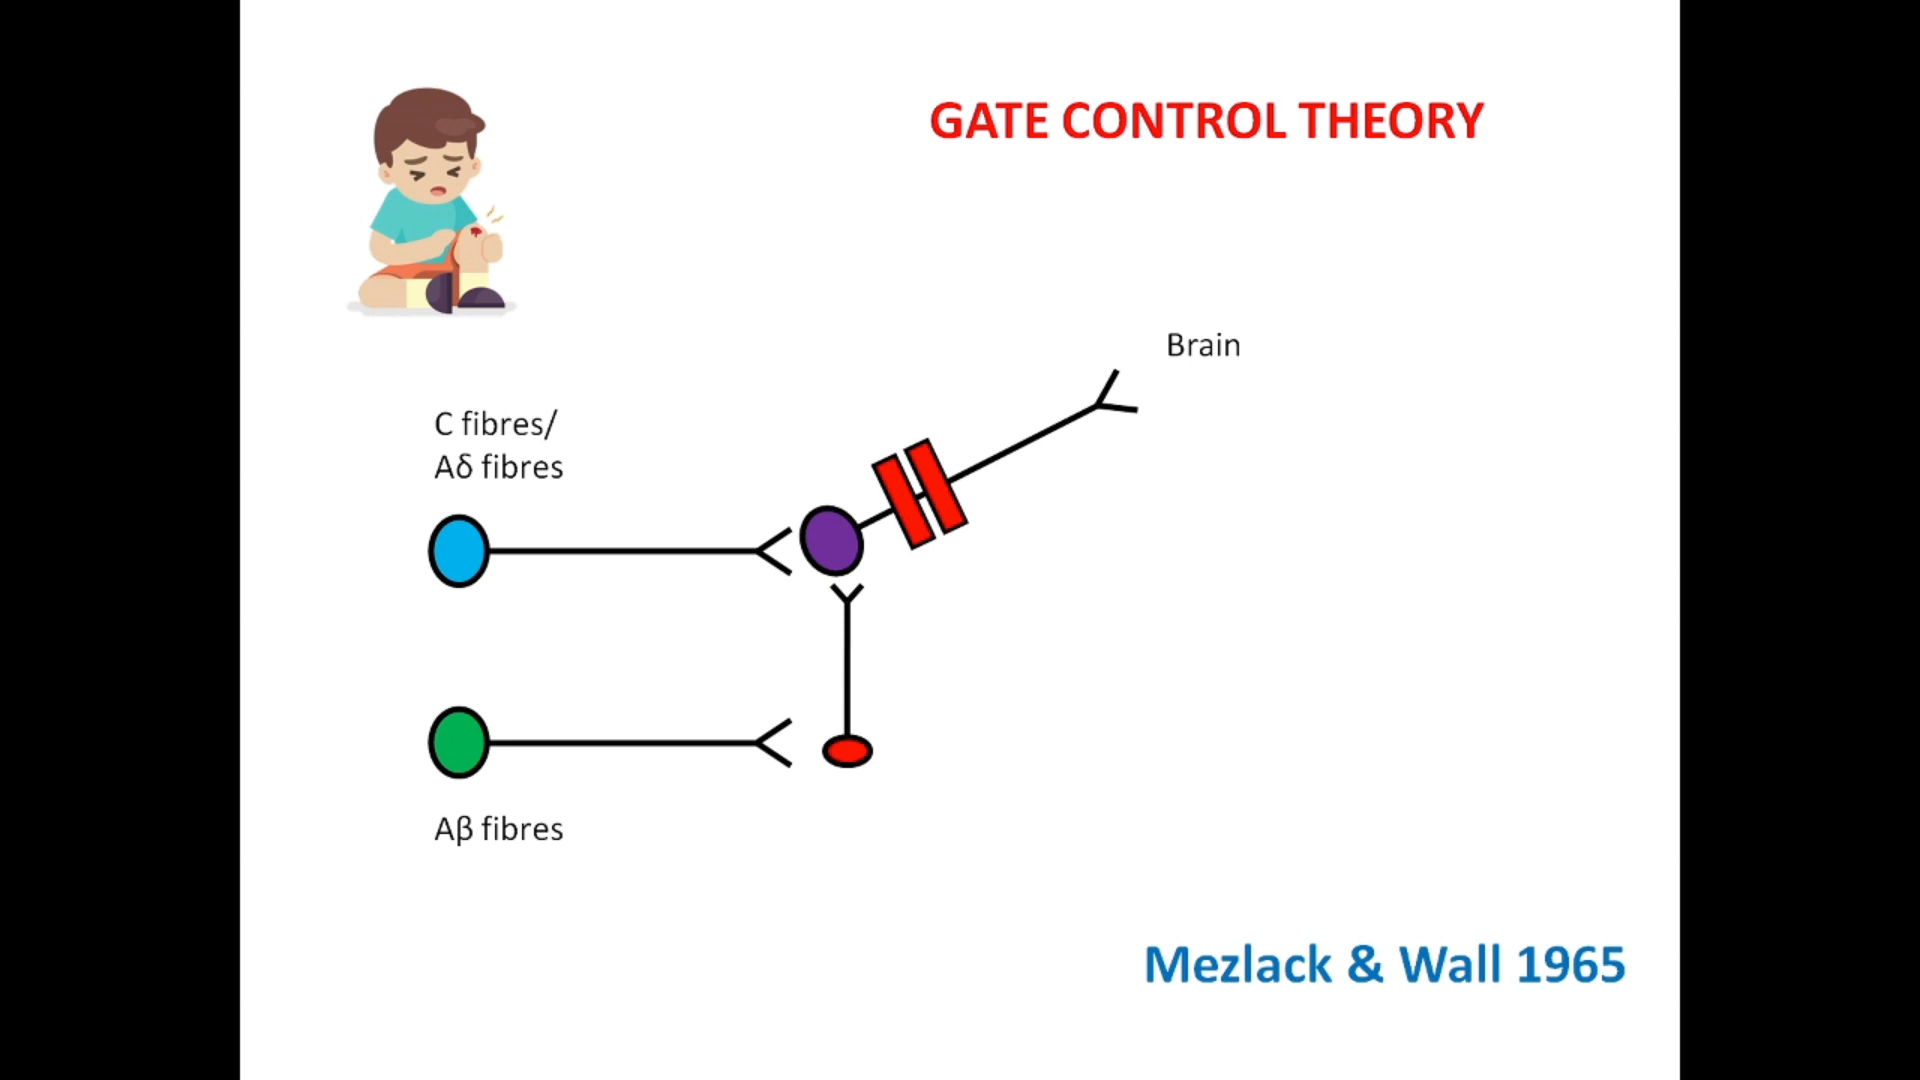 GATE CONTROL THEORY
Brain
C fibres/
Aδ fibres
Aβ fibres
Mezlack & Wall 1965